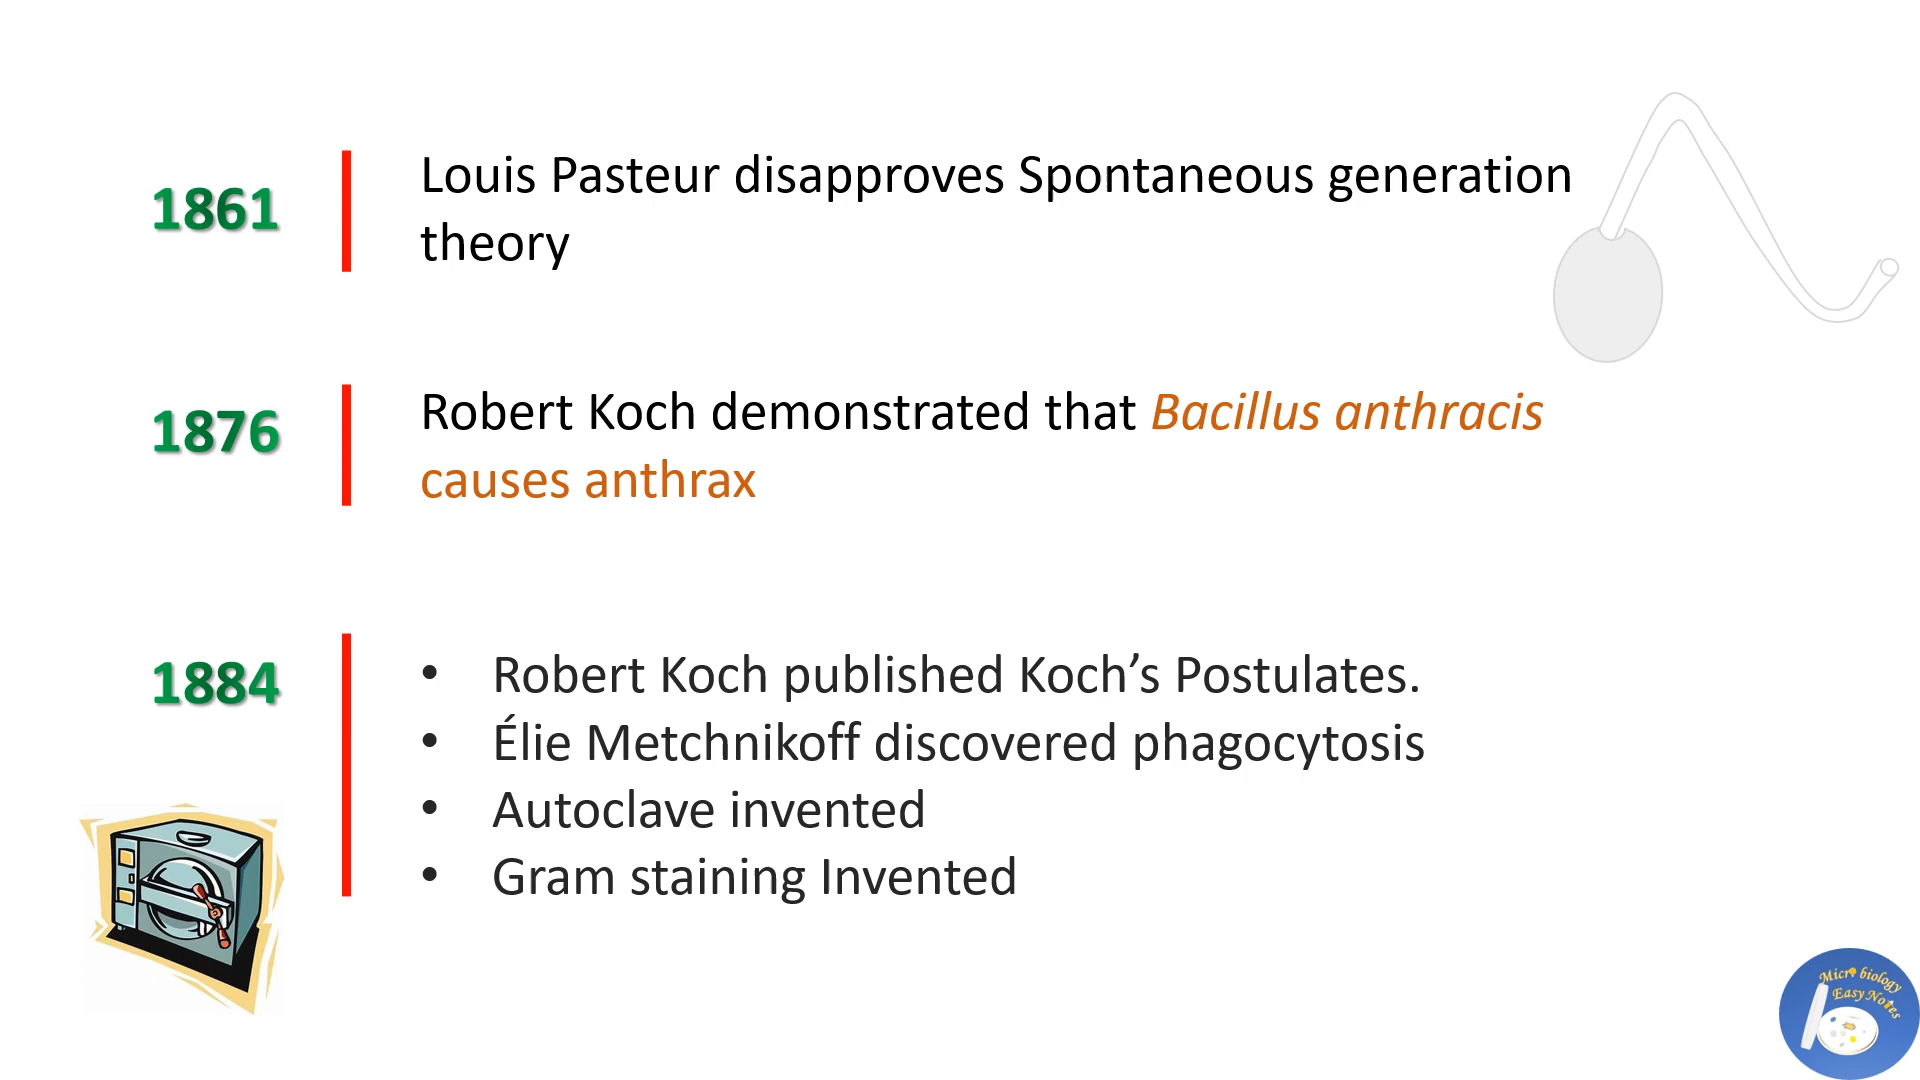 1861
Louis Pasteur disapproves Spontaneous generation
theory
1876
Robert Koch demonstrated that Bacillus anthracis
causes anthrax
1884
• Robert Koch published Koch’s Postulates.
• Élie Metchnikoff discovered phagocytosis
• Autoclave invented
• Gram staining Invented
Micro biology
Easy Notes